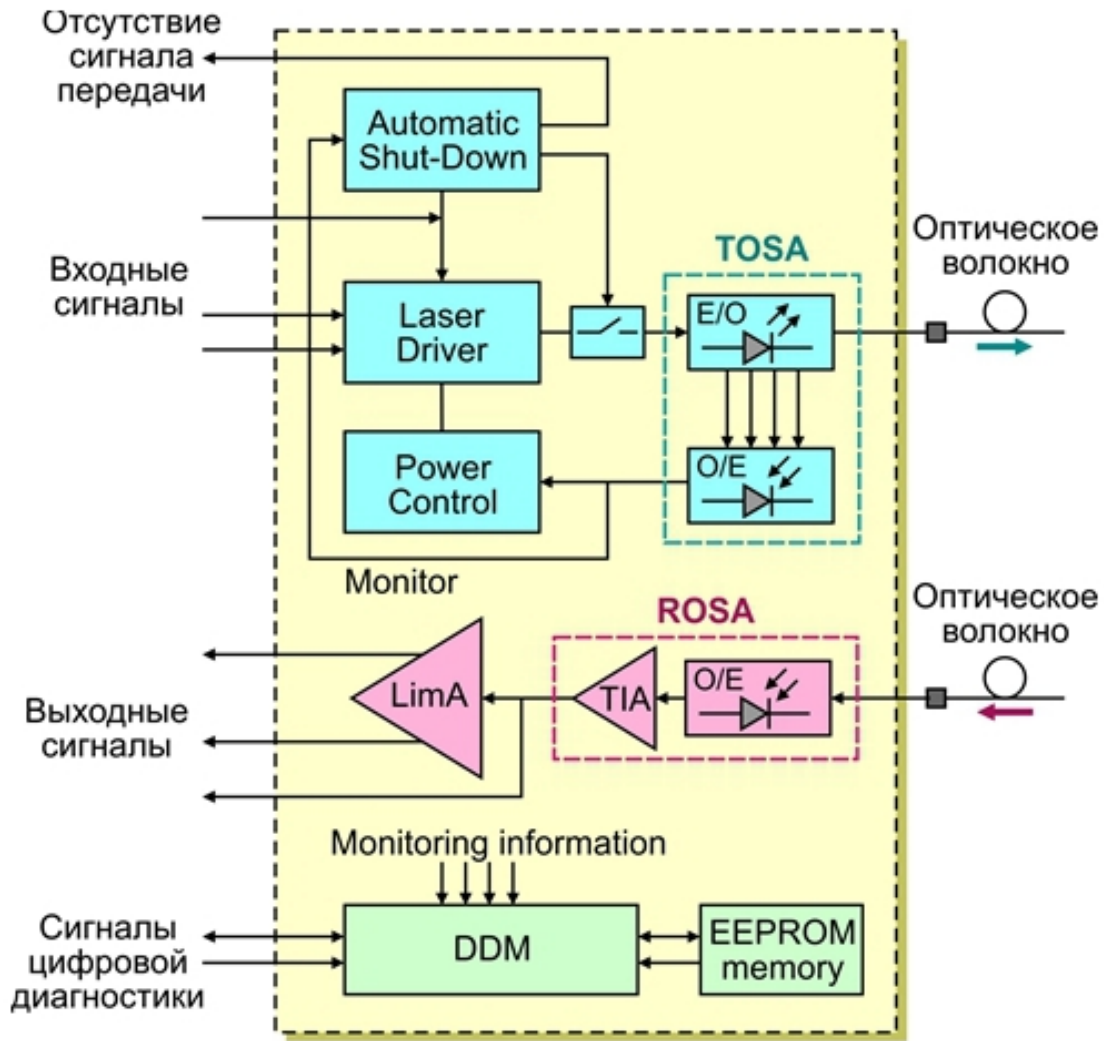 Отсутствие
сигнала
передачи
Automatic
Shut-Down
Входные
сигналы
Laser
Driver
TOSA
E/O
Оптическое
волокно
Power
Control
O/E
Monitor
ROSA
Оптическое
волокно
Выходные
сигналы
LimA
TIA
O/E
Monitoring information
Сигналы
цифровой
диагностики
DDM
EEPROM
memory